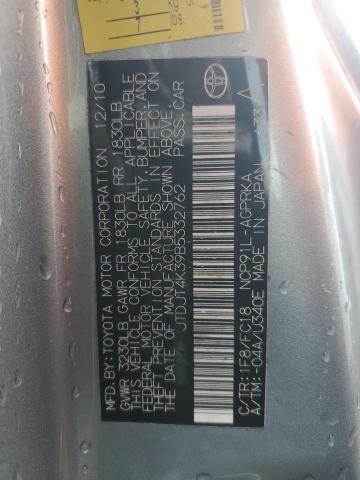 MFD.BY:TOYOTA MOTOR CORPORATION 12/10
GVWR 3230LB GAWR FR 1830LB RR 1830LB
THIS VEHICLE CONFORMS TO ALL APPLICABLE
FEDERAL MOTOR VEHICLE SAFETY, BUMPER, AND
THEFT PREVENTION STANDARDS IN EFFECT ON
THE DATE OF MANUFACTURE SHOWN ABOVE.
JTDJT4K39B5332762 PASS.CAR
C/TR:1F8/FC18 NCP91L-AGPRKA
A/TM:-04A/U340E MADE IN JAPAN A